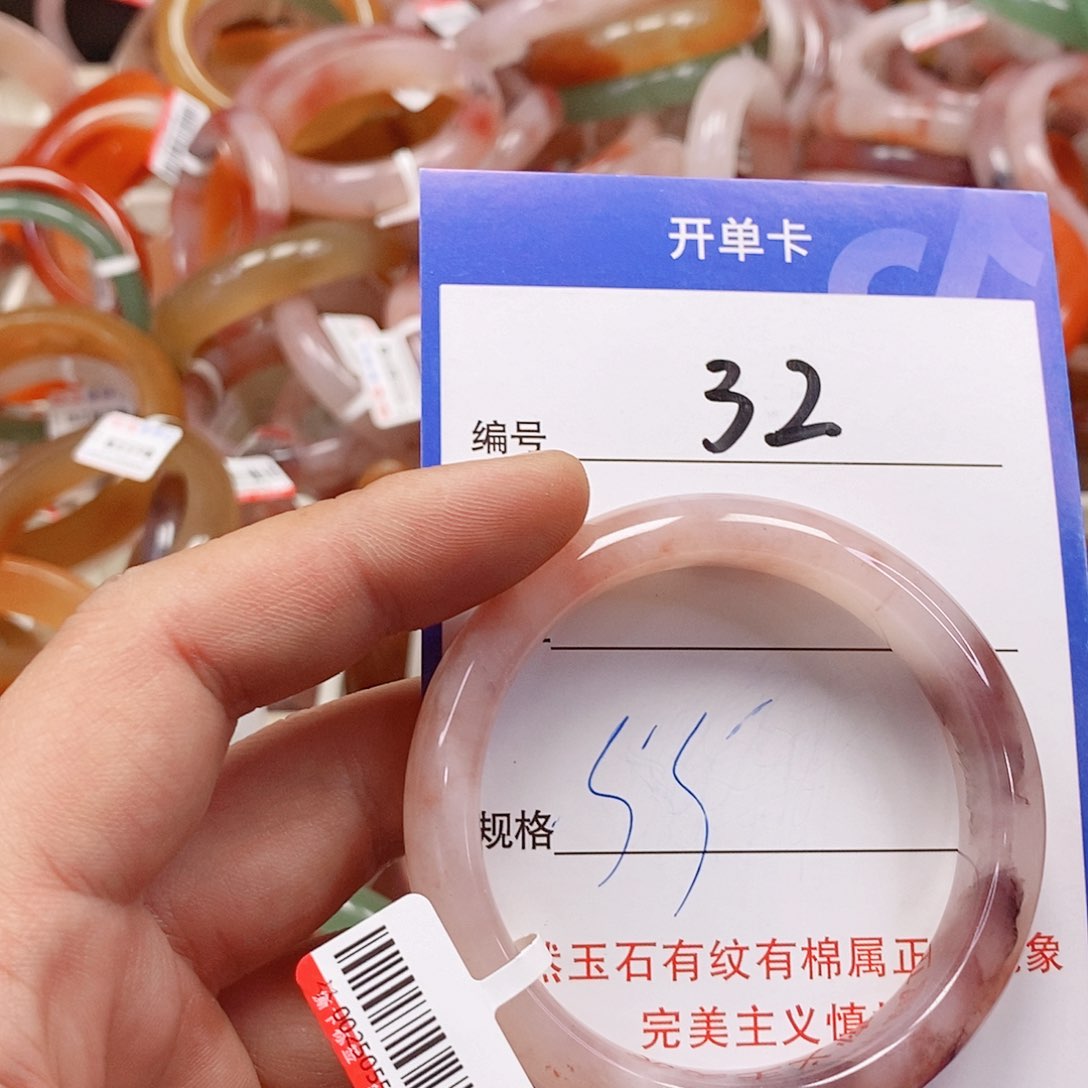 开单卡
编号 32
规格 55
然玉石有纹有棉属正 象
完美主义慎